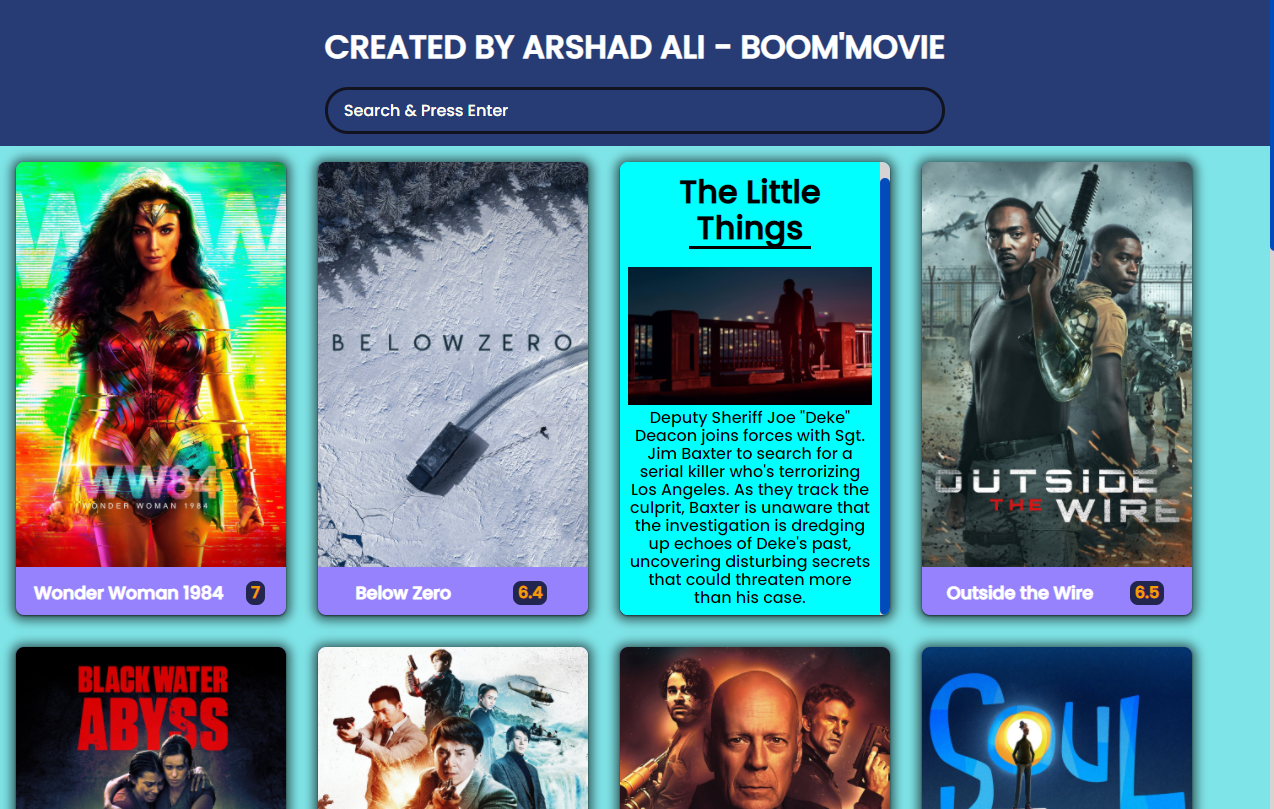 CREATED BY ARSHAD ALI - BOOM'MOVIE
Search & Press Enter
WW84
WONDER WOMAN 1984
Wonder Woman 1984 7
BELOWZERO
Below Zero 6.4
The Little
Things
Deputy Sheriff Joe "Deke"
Deacon joins forces with Sgt.
Jim Baxter to search for a
serial killer who's terrorizing
Los Angeles. As they track the
culprit, Baxter is unaware that
the investigation is dredging
up echoes of Deke's past,
uncovering disturbing secrets
that could threaten more
than his case.
OUTSIDE
THE WIRE
Outside the Wire 6.5
BLACK WATER
ABYSS
SOUL